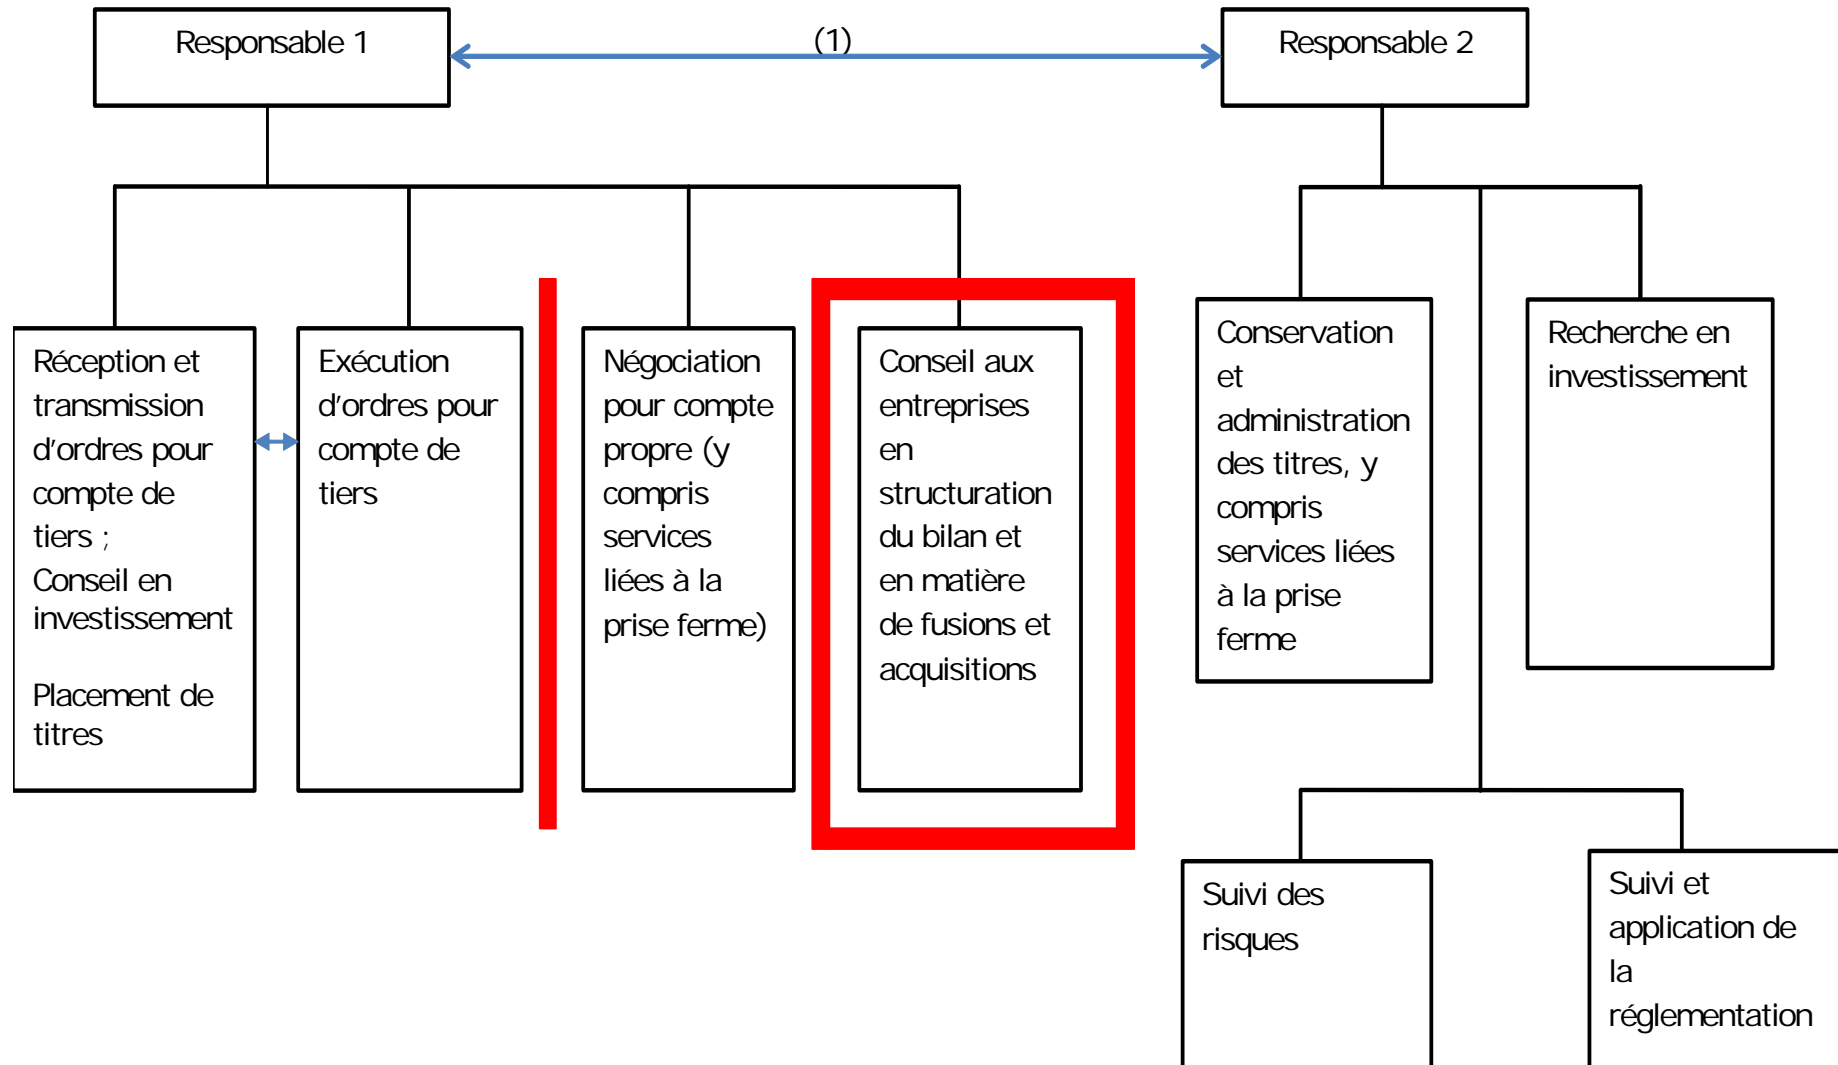 Responsable 1
(1)
Responsable 2
Réception et
transmission
d'ordres pour
compte de
tiers ;
Conseil en
investissement
Placement de
titres
Exécution
d'ordres pour
compte de
tiers
Négociation
pour compte
propre (y
compris
services
liées à la
prise ferme)
Conseil aux
entreprises
en
structuration
du bilan et
en matière
de fusions et
acquisitions
Conservation
et
administration
des titres, y
compris
services liées
à la prise
ferme
Recherche en
investissement
Suivi des
risques
Suivi et
application de
la
réglementation